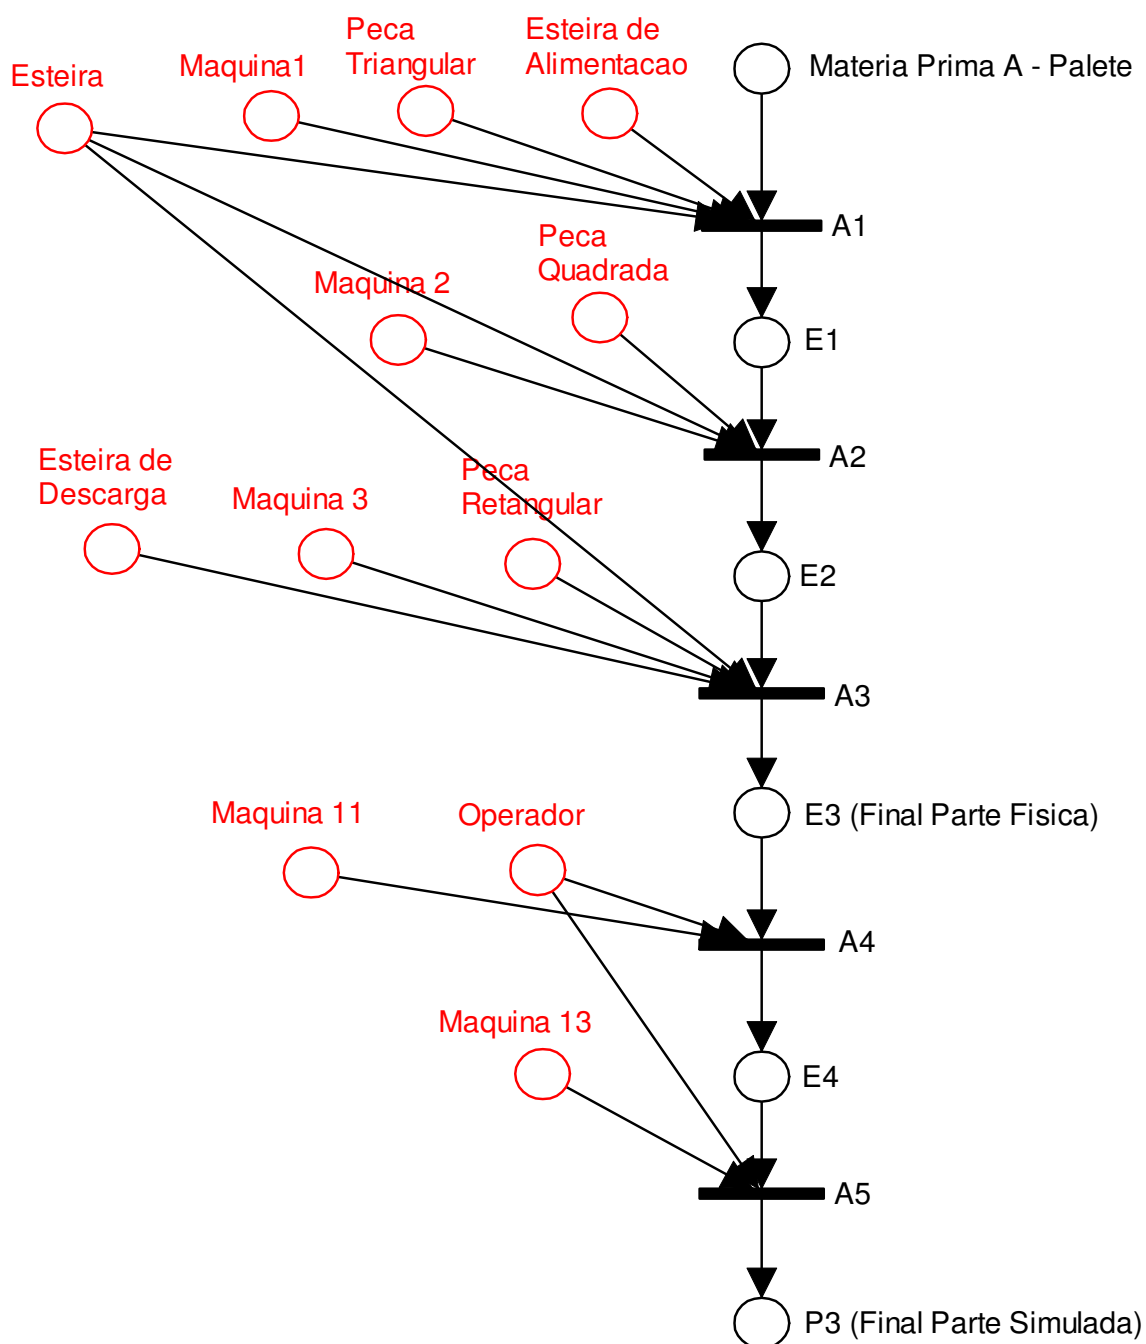 Peca
Triangular
Esteira de
Alimentacao
Materia Prima A - Palete
Esteira
Maquina1
A1
Peca
Quadrada
Maquina 2
E1
A2
Esteira de
Descarga
Maquina 3
Peca
Retangular
E2
A3
Maquina 11
Operador
E3 (Final Parte Fisica)
A4
Maquina 13
E4
A5
P3 (Final Parte Simulada)